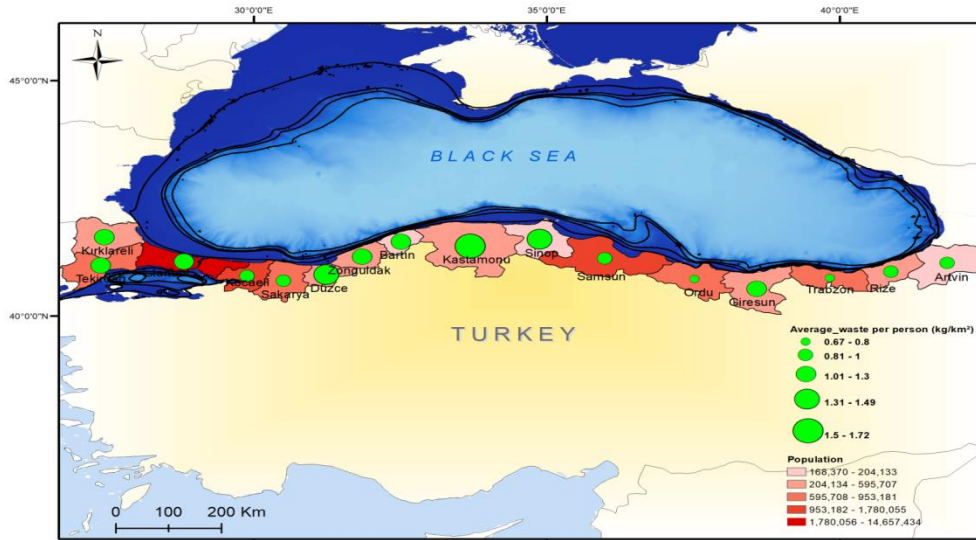 30°0'0"E 35°0'0"E 40°0'0"E
N
45°0'0"N
BLACK SEA
Kırklareli
Bartın
Sinop
Kastamonu
Zonguldak
Samsun
Artvin
Kocaeli
Düzce
Sakarya
Ordu
Trabzon
Rize
Giresun
40°0'0"N
TURKEY
Average_waste per person (kg/km²)
0.67 - 0.8
0.81 - 1
1.01 - 1.3
1.31 - 1.49
1.5 - 1.72
Population
168,370 - 204,133
204,134 - 595,707
595,708 - 953,181
953,182 - 1,780,055
1,780,056 - 14,657,434
0 50 100 200 Km